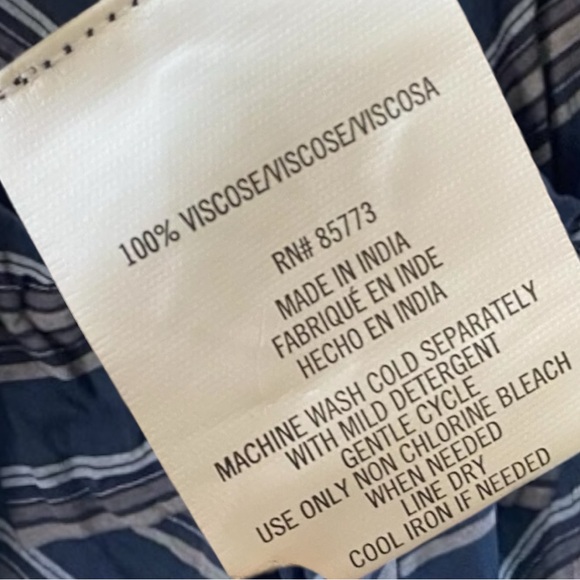 100% VISCOSE/VISCOSE/VISCOSA
RN# 85773
MADE IN INDIA
FABRIQUÉ EN INDE
HECHO EN INDIA
MACHINE WASH COLD SEPARATELY
WITH MILD DETERGENT
GENTLE CYCLE
USE ONLY NON CHLORINE BLEACH
WHEN NEEDED
LINE DRY
COOL IRON IF NEEDED